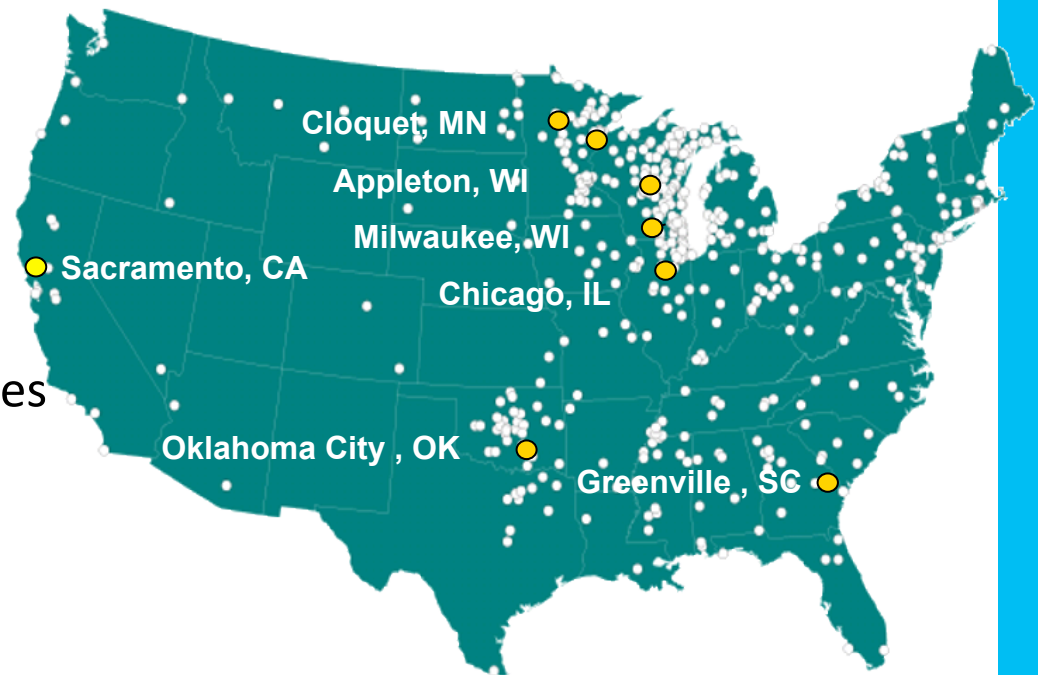 Cloquet, MN
Appleton, WI
Milwaukee, WI
Sacramento, CA
Chicago, IL
es
Oklahoma City , OK
Greenville , SC